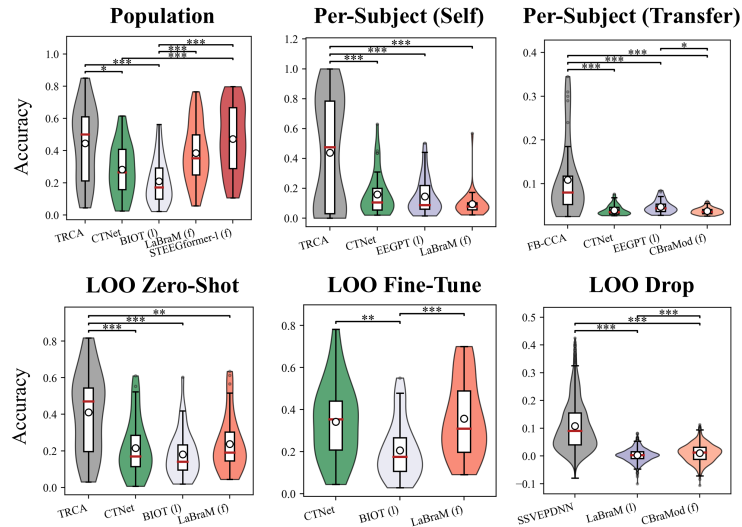 Population
Per-Subject (Self)
Per-Subject (Transfer)
Accuracy
1.0
0.8
0.6
0.4
0.2
0.0
***
***
***
***
*
TRCA
CTNet
BIOT (l)
LaBraM (f)
STEEGformer-l (f)
1.2
1.0
0.8
0.6
0.4
0.2
0.0
***
***
***
TRCA
CTNet
EEGPT (l)
LaBraM (f)
0.4
0.3
0.2
0.1
*
***
***
***
FB-CCA
CTNet
EEGPT (l)
CBraMod (f)
LOO Zero-Shot
LOO Fine-Tune
LOO Drop
Accuracy
0.8
0.6
0.4
0.2
0.0
**
***
***
TRCA
CTNet
BIOT (l)
LaBraM (f)
0.8
0.6
0.4
0.2
0.0
**
***
CTNet
BIOT (l)
LaBraM (f)
0.5
0.4
0.3
0.2
0.1
0.0
−0.1
***
***
***
SSVEPDNN
LaBraM (l)
CBraMod (f)